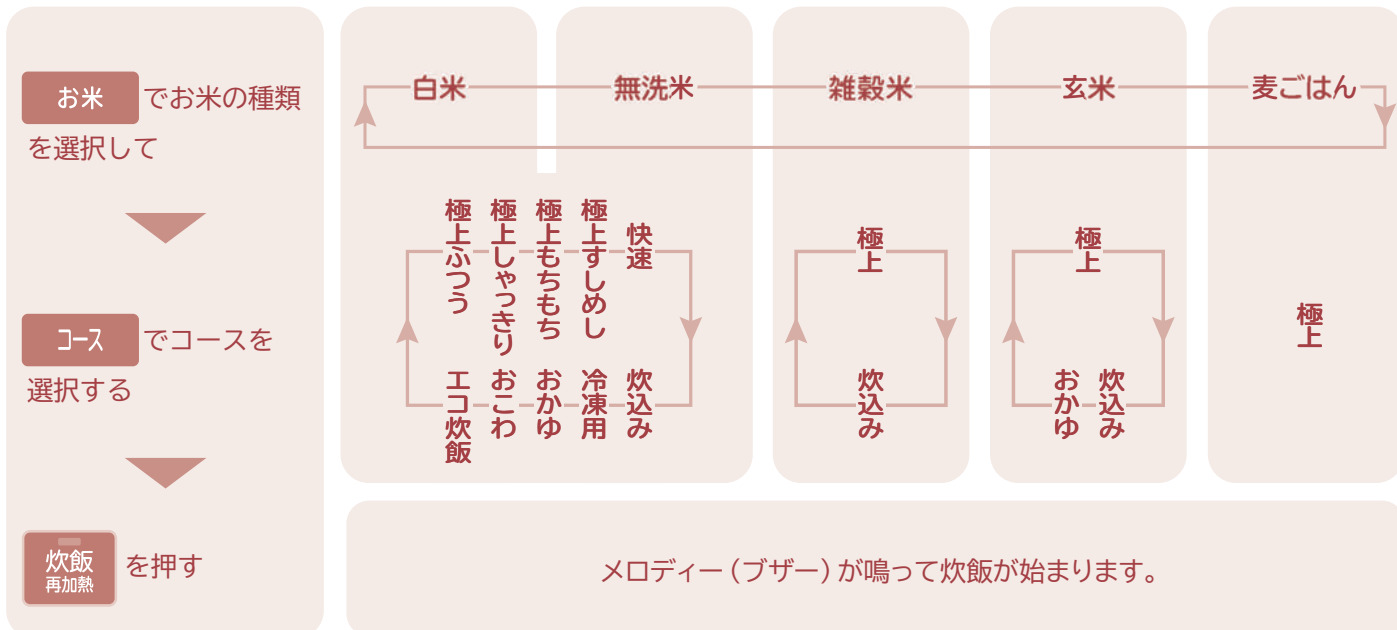 お米 でお米の種類
を選択して
コース でコースを
選択する
炊飯
再加熱
を押す
白米
無洗米
雑穀米
玄米
麦ごはん
極上ふつう
極上しゃっきり
極上もちもち
極上すしめし
快速
炊込み
冷凍用
おかゆ
おこわ
エコ炊飯
極上
炊込み
極上
炊込み
おかゆ
極上
メロディー(ブザー)が鳴って炊飯が始まります。